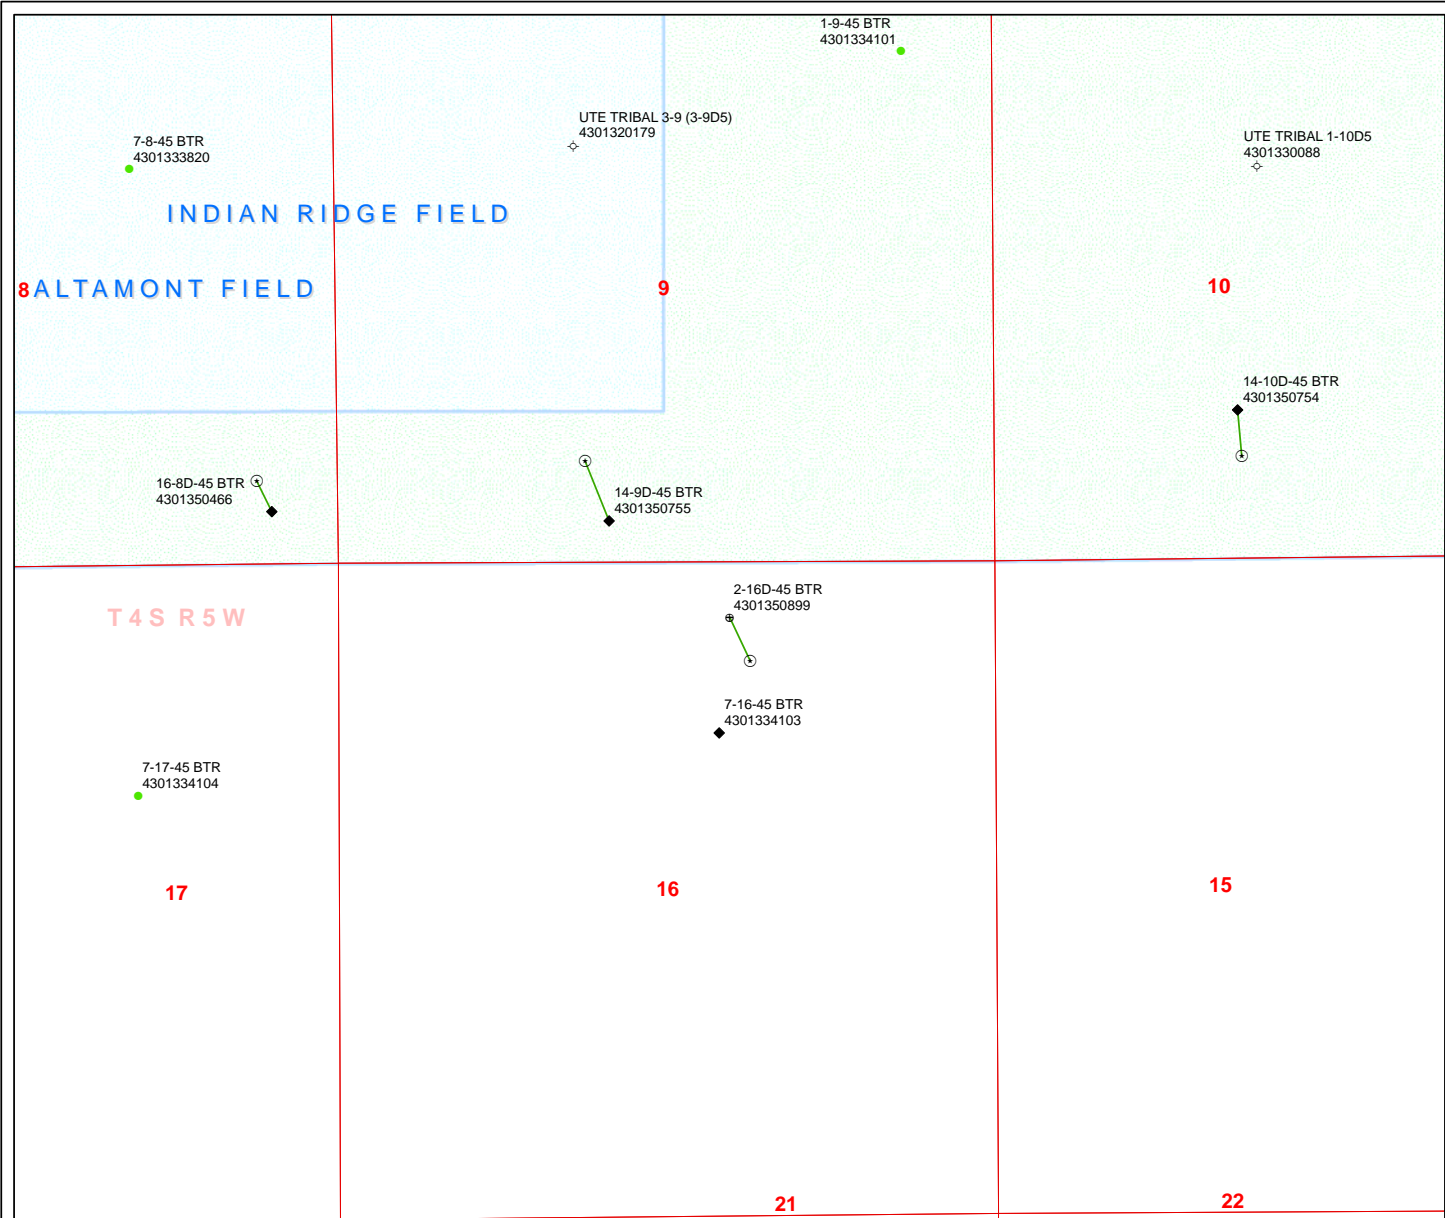 1-9-45 BTR
4301334101
UTE TRIBAL 3-9 (3-9D5)
4301320179
UTE TRIBAL 1-10D5
4301330088
7-8-45 BTR
4301333820
INDIAN RIDGE FIELD
8
ALTAMONT FIELD
9
10
14-10D-45 BTR
4301350754
16-8D-45 BTR
4301350466
14-9D-45 BTR
4301350755
2-16D-45 BTR
4301350899
T4S R5W
7-16-45 BTR
4301334103
7-17-45 BTR
4301334104
17
16
15
21
22